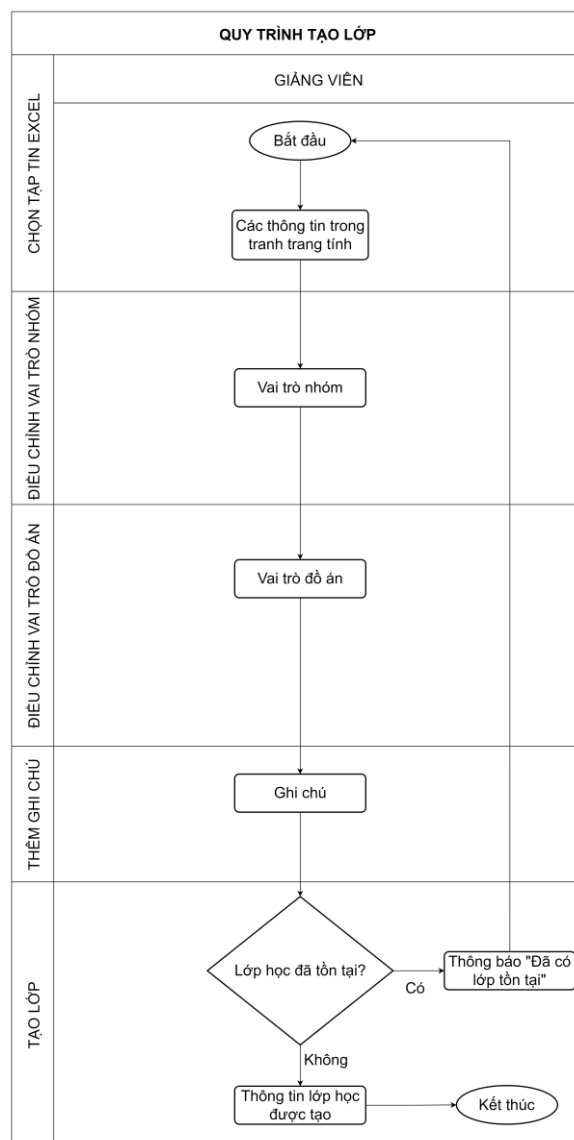 QUY TRÌNH TẠO LỚP
GIẢNG VIÊN
CHỌN TẬP TIN EXCEL
Bắt đầu
Các thông tin trong
tranh trang tính
ĐIỀU CHỈNH VAI TRÒ NHÓM
Vai trò nhóm
ĐIỀU CHỈNH VAI TRÒ ĐỒ ÁN
Vai trò đồ án
THÊM GHI CHÚ
Ghi chú
TẠO LỚP
Lớp học đã tồn tại?
Có
Thông báo "Đã có
lớp tồn tại"
Không
Thông tin lớp học
được tạo
Kết thúc